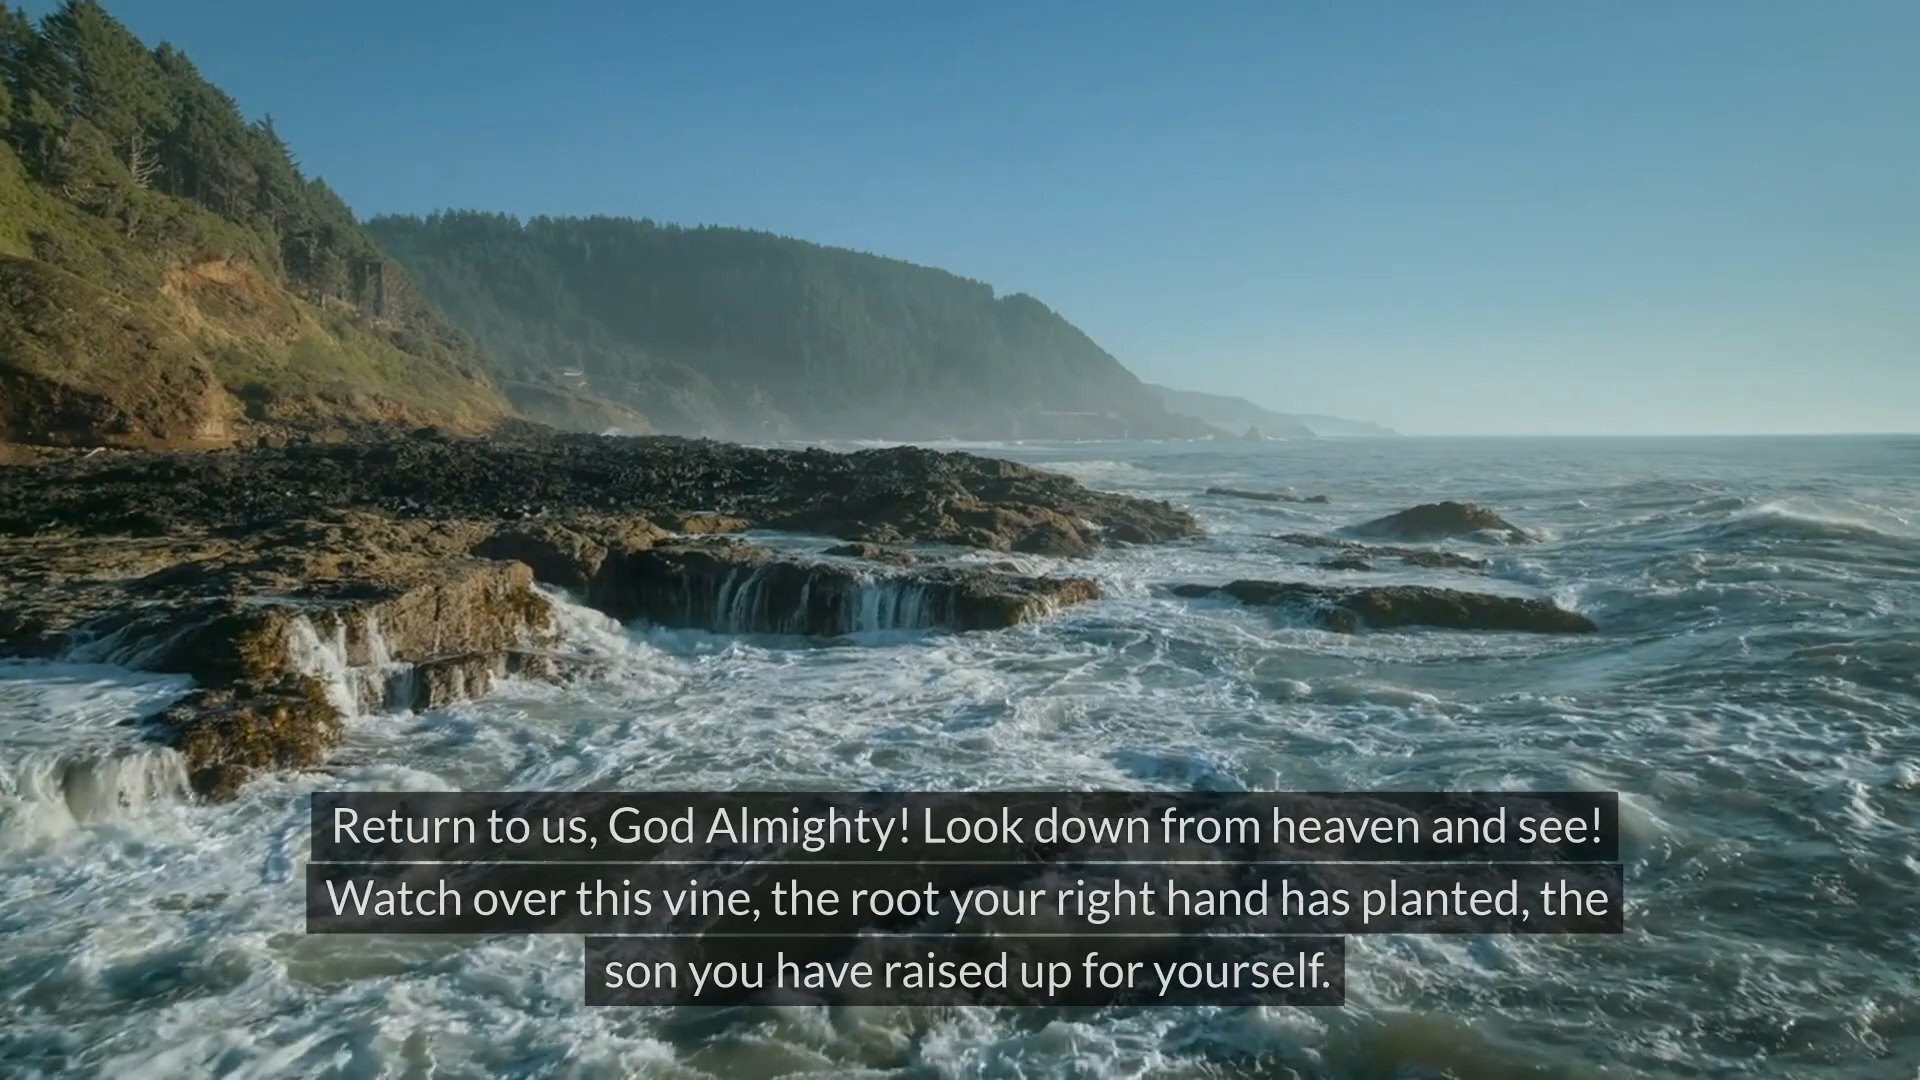 Return to us, God Almighty! Look down from heaven and see!
Watch over this vine, the root your right hand has planted, the
son you have raised up for yourself.